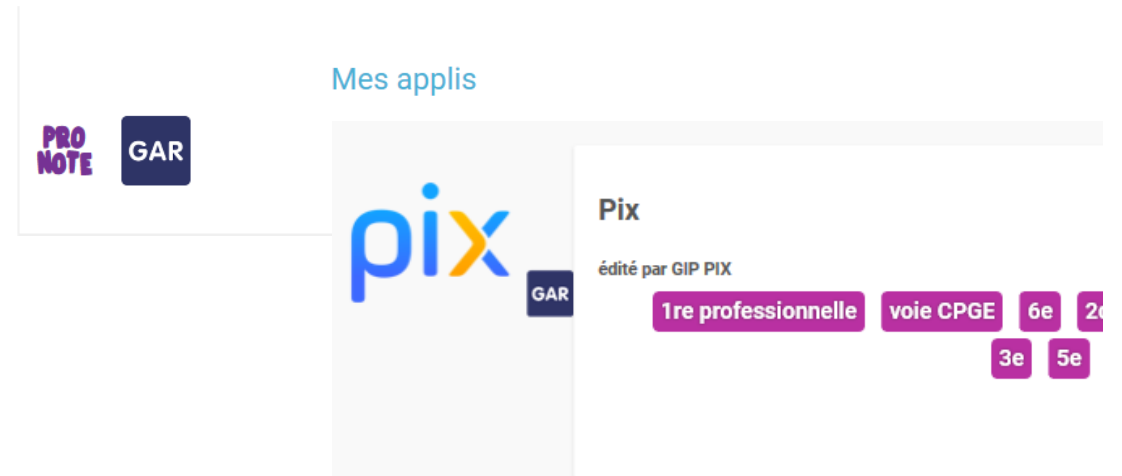 Mes applis
PRO
NOTE
GAR
pix
GAR
Pix
édité par GIP PIX
1re professionnelle voie CPGE 6e
3e 5e